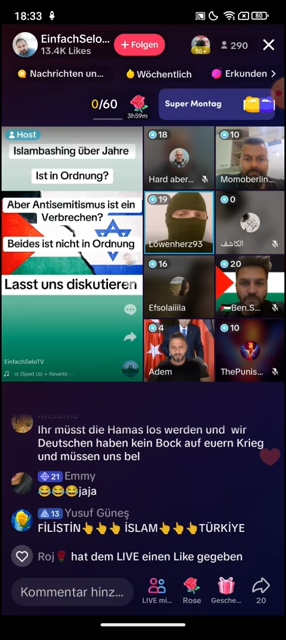 18:33
80
EinfachSelo...
13.4K Likes
+ Folgen
10
290
Nachrichten un...
Wöchentlich
Erkunden >
0/60
3h59m
Super Montag
Host
Islambashing über Jahre
Ist in Ordnung?
Aber Antisemitismus ist ein
Verbrechen?
Beides ist nicht in Ordnung
Lasst uns diskutieren
EinfachSeloTV
s (Sped Up + Reverb) -
18
Hard aber...
10
Momoberlin...
19
Löwenherz93
0
الكاشف
16
Efsolaiiila
20
🇵🇸Ben.S...
4
Adem
10
ThePunis...
Melanie
Ihr müsst die Hamas los werden und wir
Deutschen haben kein Bock auf euern Krieg
und müssen uns bel
21 Emmy
😂😂😂jaja
13 Yusuf Güneş
FİLİSTİN👆👆👆 İSLAM👆👆👆TÜRKİYE
Roj🌹 hat dem LIVE einen Like gegeben
Kommentar hinz...
LIVE mi...
Rose
Gesche...
20